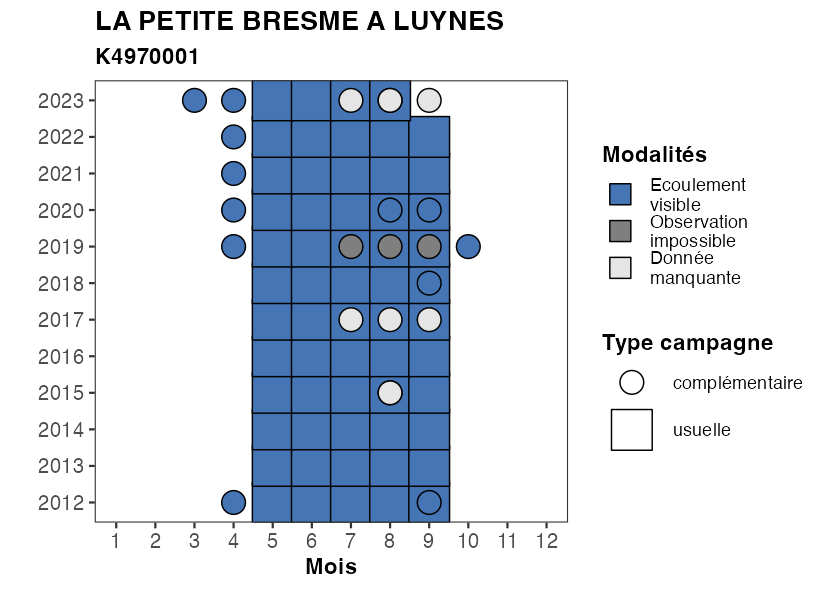 LA PETITE BRESME A LUYNES
K4970001
2023
2022
2021
2020
2019
2018
2017
2016
2015
2014
2013
2012
1 2 3 4 5 6 7 8 9 10 11 12
Mois
Modalités
Ecoulement
visible
Observation
impossible
Donnée
manquante
Type campagne
complémentaire
usuelle